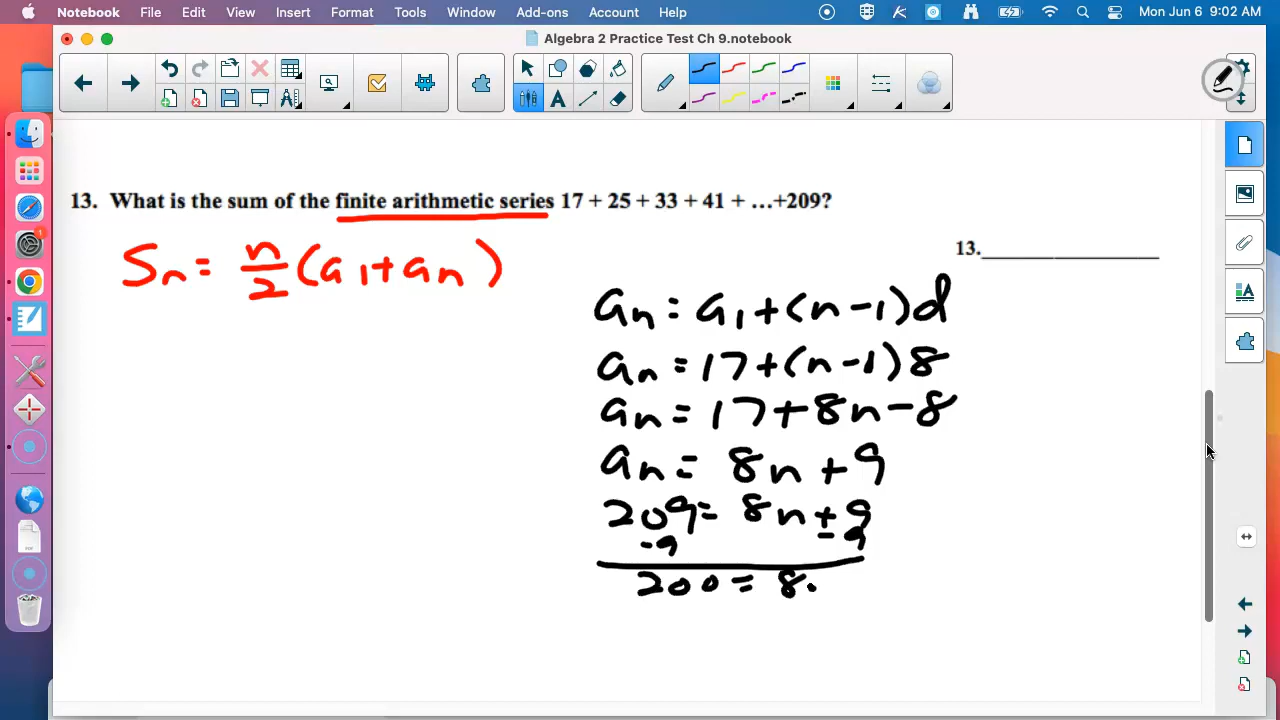 Notebook File Edit View Insert Format Tools Window Add-ons Account Help Mon Jun 6 9:02 AM
Algebra 2 Practice Test Ch 9.notebook
13. What is the sum of the finite arithmetic series 17 + 25 + 33 + 41 + …+209?
Sn = n/2 (a1 + an )
13.__________________
an = a1 + (n - 1) d
an = 17 + (n - 1) 8
an = 17 + 8n - 8
an = 8n + 9
209 = 8n + 9
-9 - 9
200 = 8